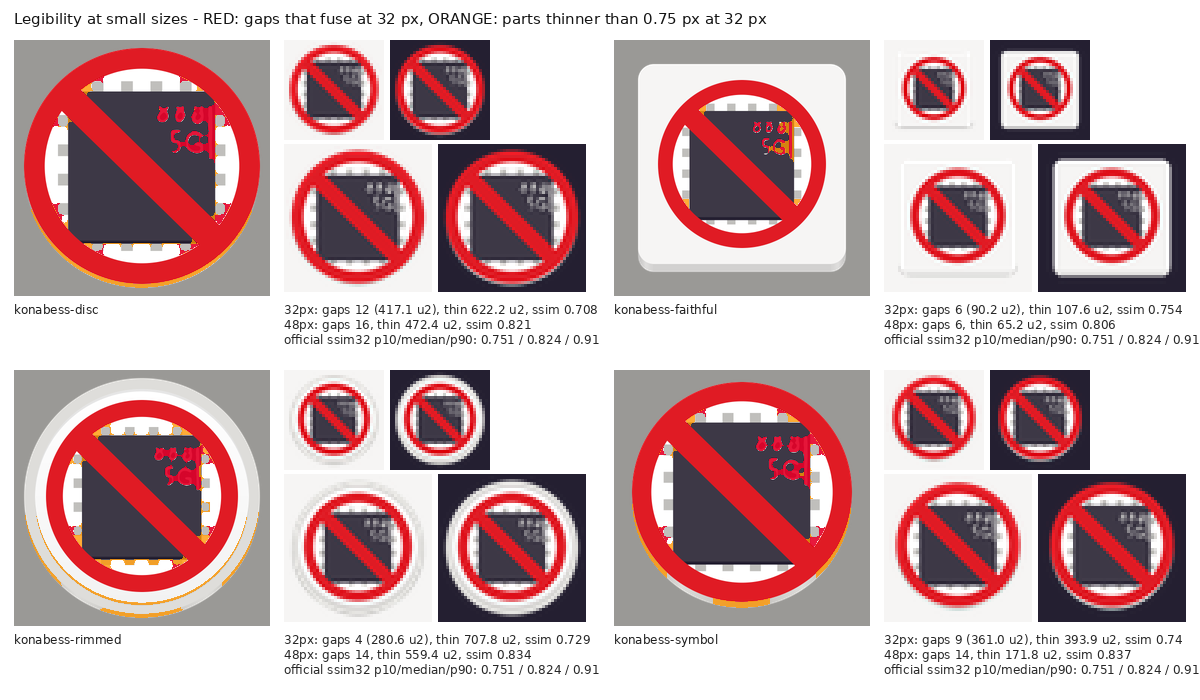 Legibility at small sizes - RED: gaps that fuse at 32 px, ORANGE: parts thinner than 0.75 px at 32 px
konabess-disc
32px: gaps 12 (417.1 u2), thin 622.2 u2, ssim 0.708
48px: gaps 16, thin 472.4 u2, ssim 0.821
official ssim32 p10/median/p90: 0.751 / 0.824 / 0.91
konabess-faithful
32px: gaps 6 (90.2 u2), thin 107.6 u2, ssim 0.754
48px: gaps 6, thin 65.2 u2, ssim 0.806
official ssim32 p10/median/p90: 0.751 / 0.824 / 0.91
konabess-rimmed
32px: gaps 4 (280.6 u2), thin 707.8 u2, ssim 0.729
48px: gaps 14, thin 559.4 u2, ssim 0.834
official ssim32 p10/median/p90: 0.751 / 0.824 / 0.91
konabess-symbol
32px: gaps 9 (361.0 u2), thin 393.9 u2, ssim 0.74
48px: gaps 14, thin 171.8 u2, ssim 0.837
official ssim32 p10/median/p90: 0.751 / 0.824 / 0.91